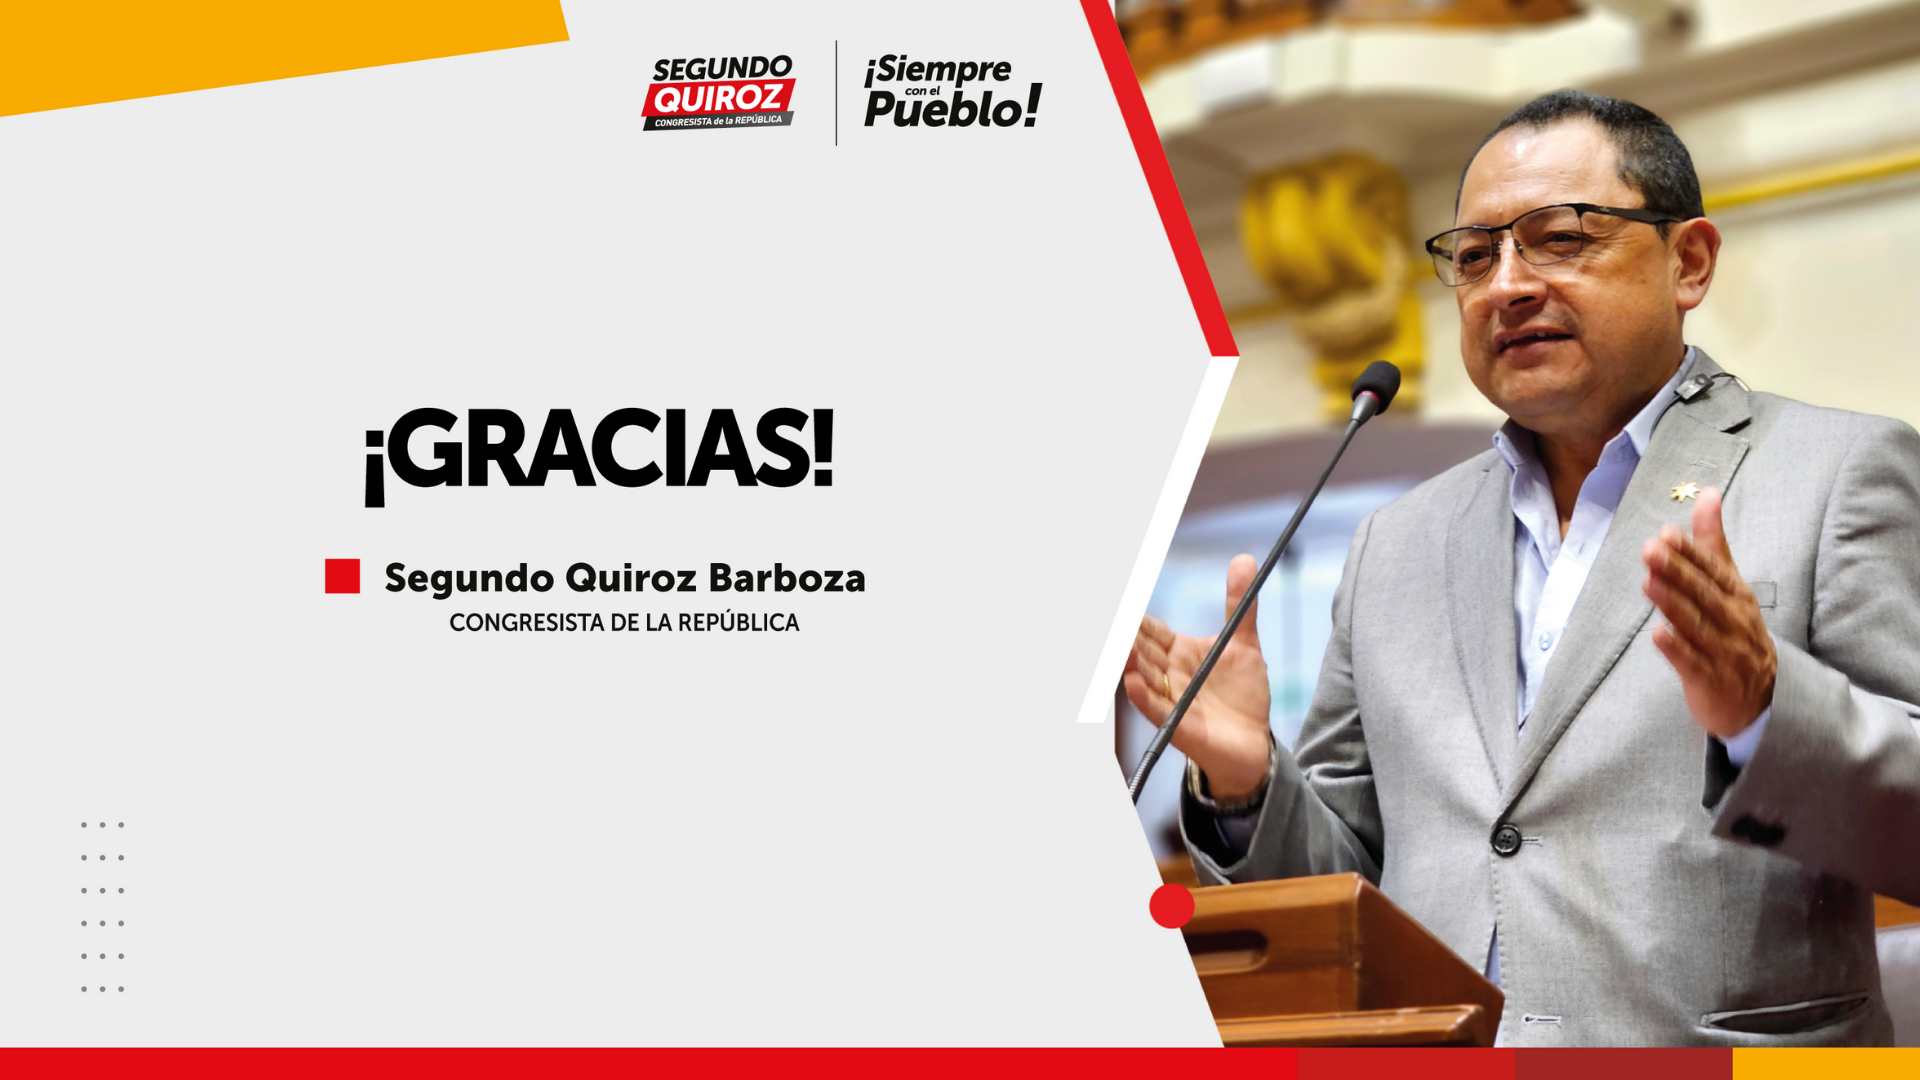 SEGUNDO
QUIROZ
CONGRESISTA de la REPÚBLICA
¡Siempre
con el
Pueblo!
¡GRACIAS!
Segundo Quiroz Barboza
CONGRESISTA DE LA REPÚBLICA